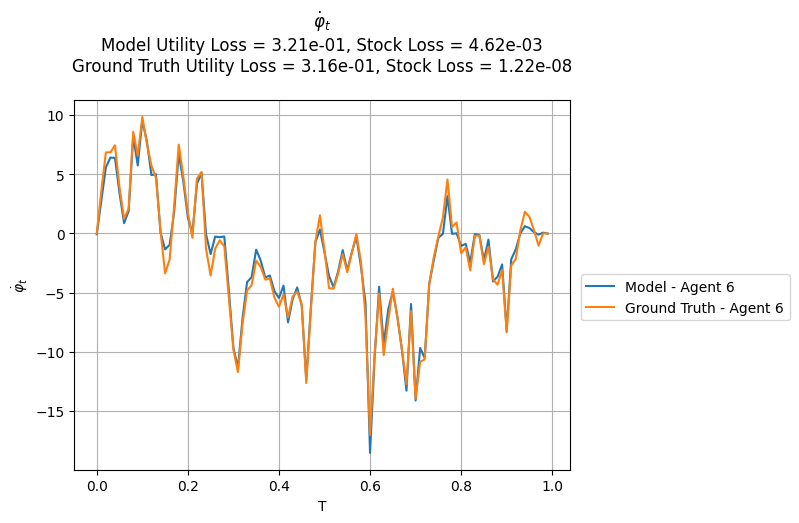 φ̇ₜ
Model Utility Loss = 3.21e-01, Stock Loss = 4.62e-03
Ground Truth Utility Loss = 3.16e-01, Stock Loss = 1.22e-08
10
5
0
−5
−10
−15
φ̇ₜ
0.0 0.2 0.4 0.6 0.8 1.0
T
Model - Agent 6
Ground Truth - Agent 6